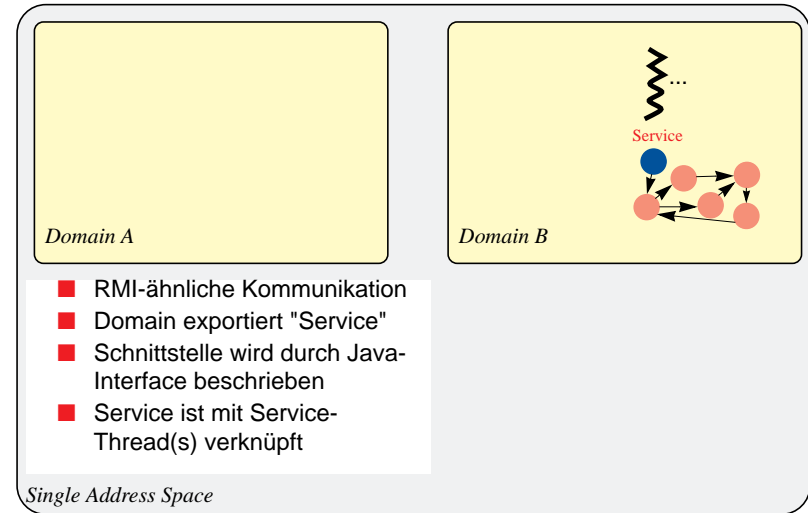 ...
Service
Domain A
Domain B
■ RMI-ähnliche Kommunikation
■ Domain exportiert "Service"
■ Schnittstelle wird durch Java-
Interface beschrieben
■ Service ist mit Service-
Thread(s) verknüpft
Single Address Space